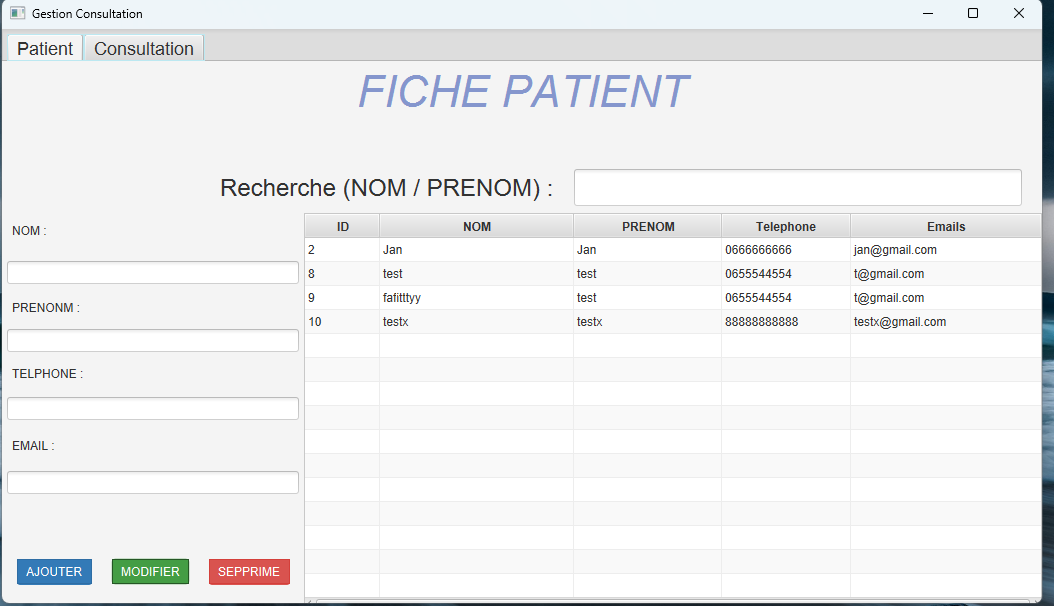 Gestion Consultation
Patient Consultation
FICHE PATIENT
Recherche (NOM / PRENOM) :
NOM :
PRENONM :
TELPHONE :
EMAIL :
AJOUTER MODIFIER SEPPRIME
ID NOM PRENOM Telephone Emails
2 Jan Jan 0666666666 jan@gmail.com
8 test test 0655544554 t@gmail.com
9 fafitttyy test 0655544554 t@gmail.com
10 testx testx 88888888888 testx@gmail.com